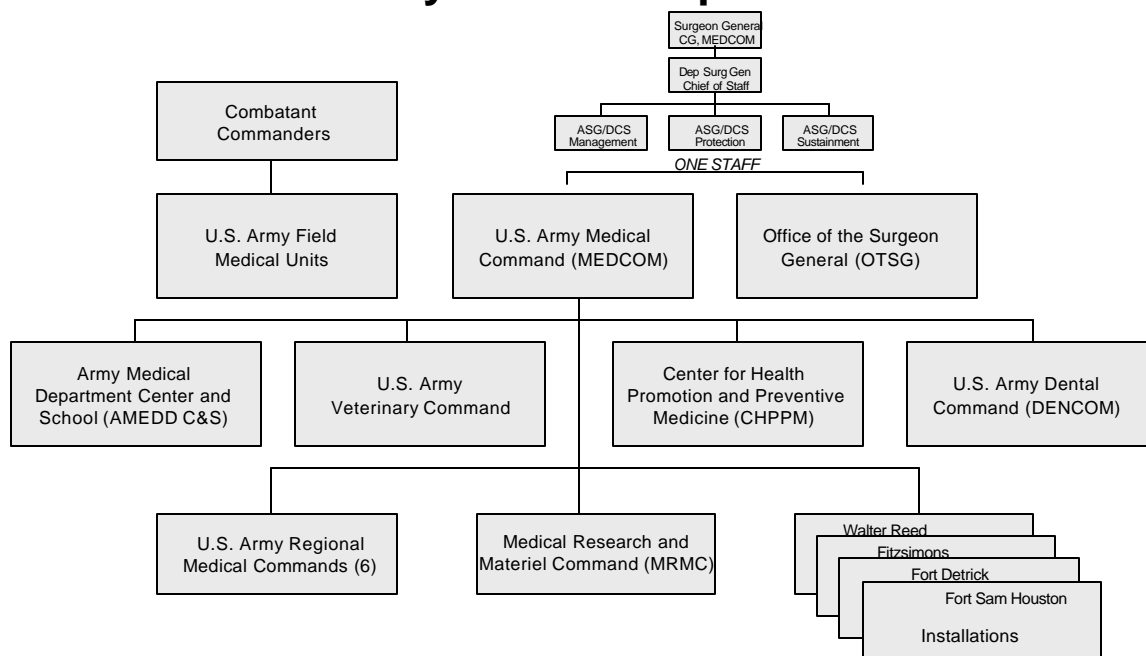 Surgeon General
CG, MEDCOM
Dep Surg Gen
Chief of Staff
ASG/DCS
Management
ASG/DCS
Protection
ASG/DCS
Sustainment
ONE STAFF
Combatant
Commanders
U.S. Army Field
Medical Units
U.S. Army Medical
Command (MEDCOM)
Office of the Surgeon
General (OTSG)
Army Medical
Department Center and
School (AMEDD C&S)
U.S. Army
Veterinary Command
Center for Health
Promotion and Preventive
Medicine (CHPPM)
U.S. Army Dental
Command (DENCOM)
U.S. Army Regional
Medical Commands (6)
Medical Research and
Materiel Command (MRMC)
Walter Reed
Fitzsimons
Fort Detrick
Fort Sam Houston
Installations